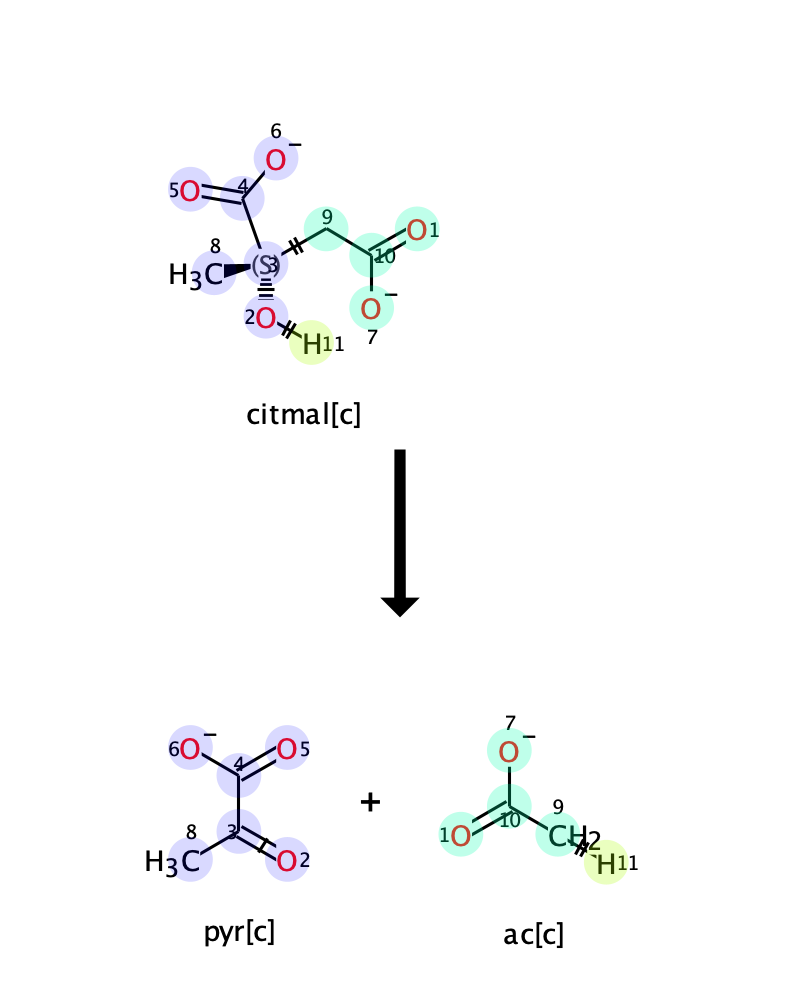 6
O−
5O 4
9
O1
8
H3C (S) 3
10
2O
O−
7
H11
citmal[c]
7
6O− O5
O−
4
+
9
8 3
1O 10 CH2
H3C O2
H11
pyr[c] ac[c]